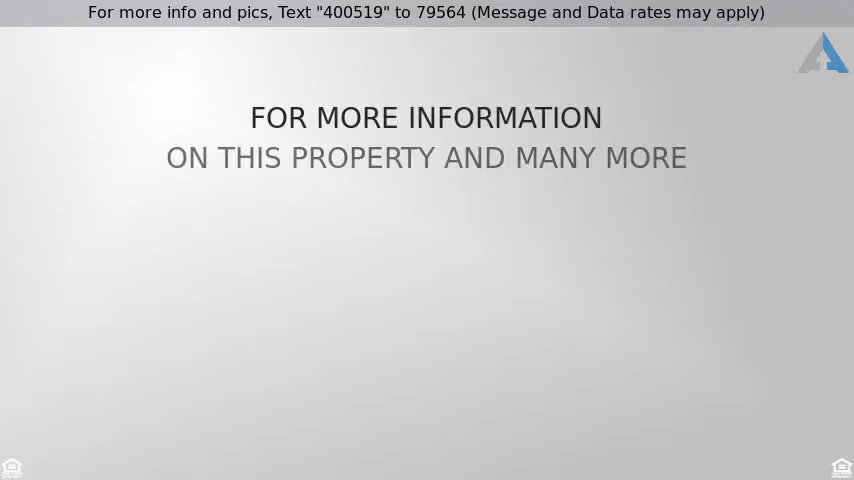 For more info and pics, Text "400519" to 79564 (Message and Data rates may apply)
FOR MORE INFORMATION
ON THIS PROPERTY AND MANY MORE